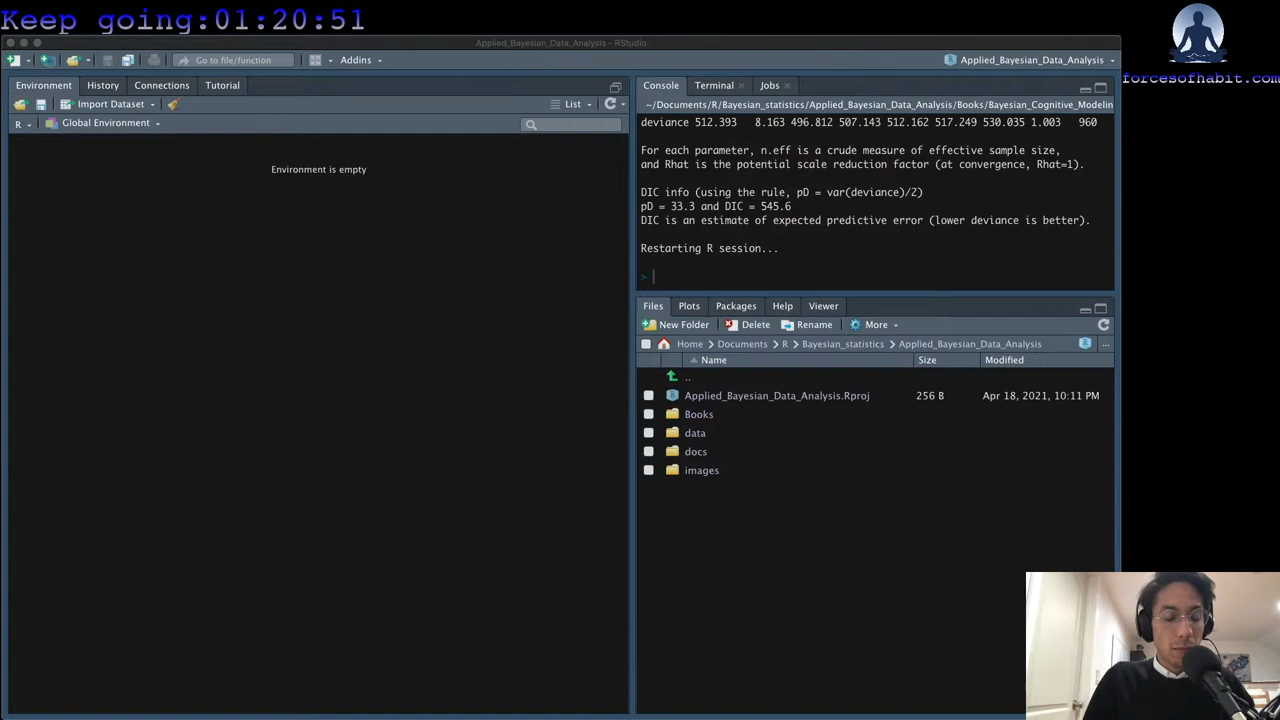 Keep going:01:20:51
forcesofhabit.com
Applied_Bayesian_Data_Analysis - RStudio
Go to file/function
Addins
Applied_Bayesian_Data_Analysis
Environment History Connections Tutorial
Import Dataset
List
R
Global Environment
Environment is empty
Console Terminal Jobs
~/Documents/R/Bayesian_statistics/Applied_Bayesian_Data_Analysis/Books/Bayesian_Cognitive_Modelin
deviance 512.393 8.163 496.812 507.143 512.162 517.249 530.035 1.003 960
For each parameter, n.eff is a crude measure of effective sample size,
and Rhat is the potential scale reduction factor (at convergence, Rhat=1).
DIC info (using the rule, pD = var(deviance)/2)
pD = 33.3 and DIC = 545.6
DIC is an estimate of expected predictive error (lower deviance is better).
Restarting R session...
>
Files Plots Packages Help Viewer
New Folder Delete Rename More
Home Documents R Bayesian_statistics Applied_Bayesian_Data_Analysis ...
Name Size Modified
..
Applied_Bayesian_Data_Analysis.Rproj 256 B Apr 18, 2021, 10:11 PM
Books
data
docs
images